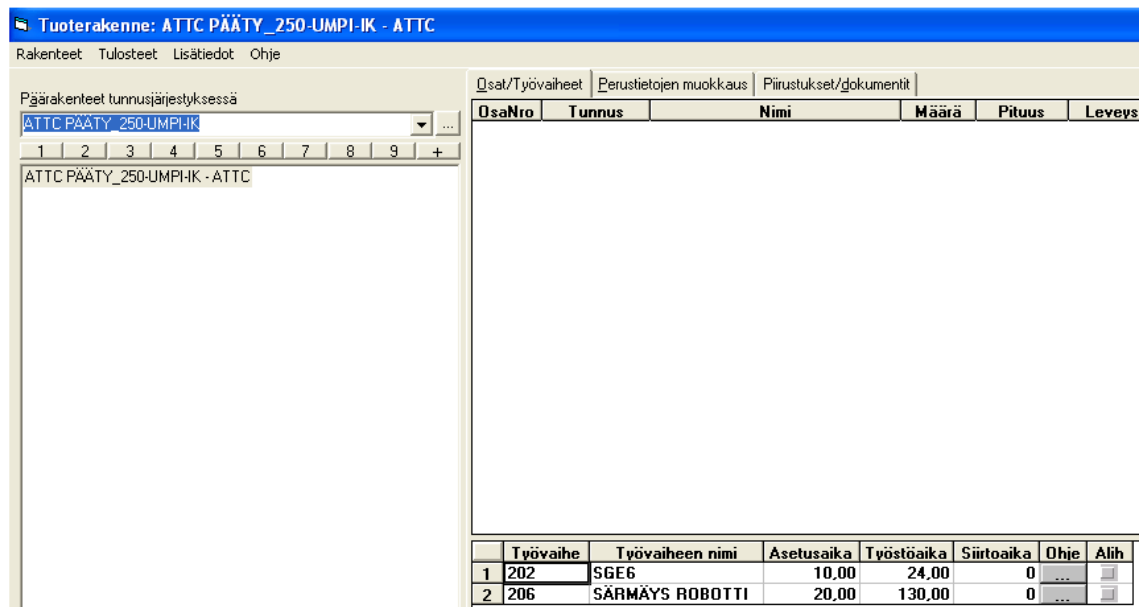 Tuoterakenne: ATTC PÄÄTY_250-UMPI-IK - ATTC
Rakenteet Tulosteet Lisätiedot Ohje
Osat/Työvaiheet Perustietojen muokkaus Piirustukset/dokumentit
Päärakenteet tunnusjärjestyksessä
OsaNro Tunnus Nimi Määrä Pituus Leveys
ATTC PÄÄTY_250-UMPI-IK ...
1 2 3 4 5 6 7 8 9 +
ATTC PÄÄTY_250-UMPI-IK - ATTC
Työvaihe Työvaiheen nimi Asetusaika Työstöaika Siirtoaika Ohje Alih
1 202 SGE6 10,00 24,00 0 ...
2 206 SÄRMÄYS ROBOTTI 20,00 130,00 0 ...